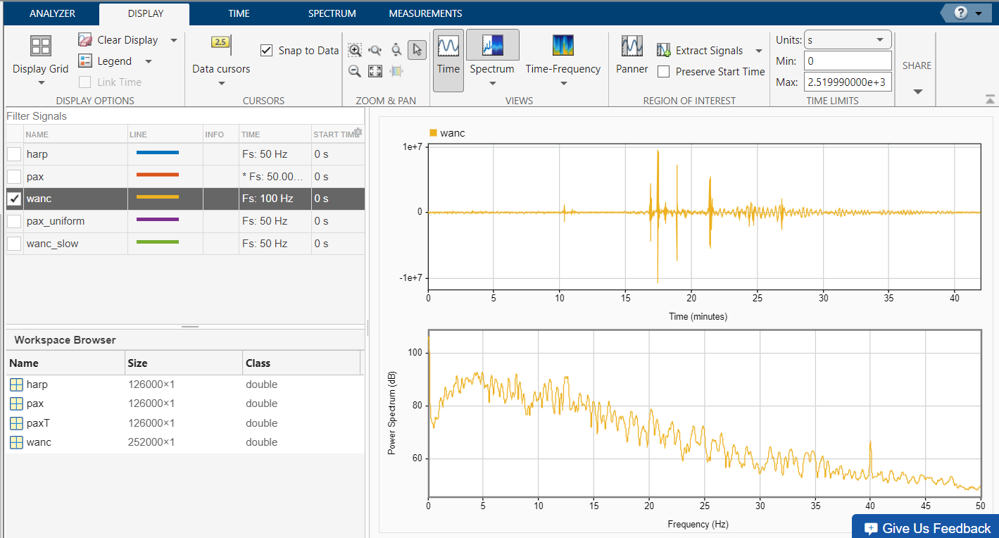 ANALYZER DISPLAY TIME SPECTRUM MEASUREMENTS ?
Display Grid
Clear Display
Legend
Link Time
DISPLAY OPTIONS
2.5
Data cursors
Snap to Data
CURSORS
ZOOM & PAN
Time Spectrum Time-Frequency
VIEWS
Panner
Extract Signals
Preserve Start Time
REGION OF INTEREST
Units: s
Min: 0
Max: 2.519990000e+3
TIME LIMITS
SHARE
Filter Signals
NAME LINE INFO TIME START TIME
harp Fs: 50 Hz 0 s
pax * Fs: 50.00... 0 s
wanc Fs: 100 Hz 0 s
pax_uniform Fs: 50 Hz 0 s
wanc_slow Fs: 50 Hz 0 s
Workspace Browser
Name Size Class
harp 126000×1 double
pax 126000×1 double
paxT 126000×1 double
wanc 252000×1 double
wanc
1e+7
0
-1e+7
0 5 10 15 20 25 30 35 40
Time (minutes)
Power Spectrum (dB)
100
80
60
0 5 10 15 20 25 30 35 40 45 50
Frequency (Hz)
Give Us Feedback